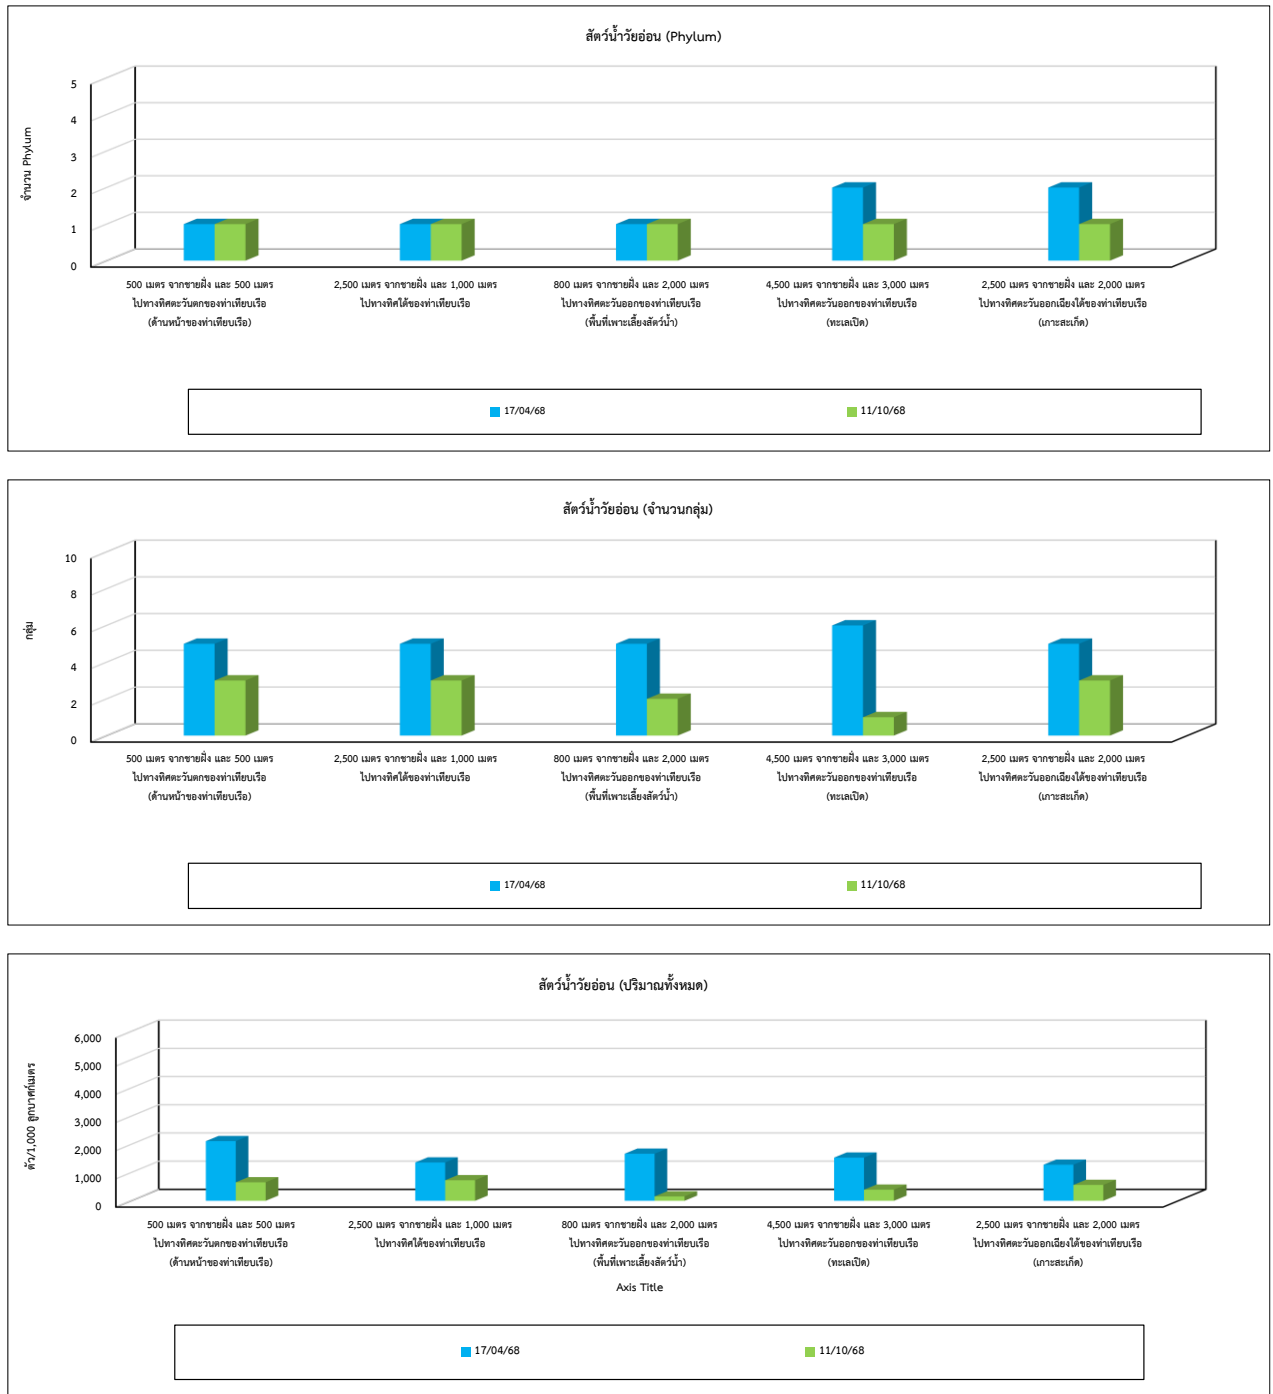 สัตว์น้ำวัยอ่อน (Phylum)
จำนวน Phylum
5
4
3
2
1
0
500 เมตร จากชายฝั่ง และ 500 เมตร
ไปทางทิศตะวันตกของท่าเทียบเรือ
(ด้านหน้าของท่าเทียบเรือ)
2,500 เมตร จากชายฝั่ง และ 1,000 เมตร
ไปทางทิศใต้ของท่าเทียบเรือ
800 เมตร จากชายฝั่ง และ 2,000 เมตร
ไปทางทิศตะวันออกของท่าเทียบเรือ
(พื้นที่เพาะเลี้ยงสัตว์น้ำ)
4,500 เมตร จากชายฝั่ง และ 3,000 เมตร
ไปทางทิศตะวันออกของท่าเทียบเรือ
(ทะเลเปิด)
2,500 เมตร จากชายฝั่ง และ 2,000 เมตร
ไปทางทิศตะวันออกเฉียงใต้ของท่าเทียบเรือ
(เกาะสะเก็ด)
17/04/68
11/10/68
สัตว์น้ำวัยอ่อน (จำนวนกลุ่ม)
กลุ่ม
10
8
6
4
2
0
500 เมตร จากชายฝั่ง และ 500 เมตร
ไปทางทิศตะวันตกของท่าเทียบเรือ
(ด้านหน้าของท่าเทียบเรือ)
2,500 เมตร จากชายฝั่ง และ 1,000 เมตร
ไปทางทิศใต้ของท่าเทียบเรือ
800 เมตร จากชายฝั่ง และ 2,000 เมตร
ไปทางทิศตะวันออกของท่าเทียบเรือ
(พื้นที่เพาะเลี้ยงสัตว์น้ำ)
4,500 เมตร จากชายฝั่ง และ 3,000 เมตร
ไปทางทิศตะวันออกของท่าเทียบเรือ
(ทะเลเปิด)
2,500 เมตร จากชายฝั่ง และ 2,000 เมตร
ไปทางทิศตะวันออกเฉียงใต้ของท่าเทียบเรือ
(เกาะสะเก็ด)
17/04/68
11/10/68
สัตว์น้ำวัยอ่อน (ปริมาณทั้งหมด)
ตัว/1,000 ลูกบาศก์เมตร
6,000
5,000
4,000
3,000
2,000
1,000
0
500 เมตร จากชายฝั่ง และ 500 เมตร
ไปทางทิศตะวันตกของท่าเทียบเรือ
(ด้านหน้าของท่าเทียบเรือ)
2,500 เมตร จากชายฝั่ง และ 1,000 เมตร
ไปทางทิศใต้ของท่าเทียบเรือ
800 เมตร จากชายฝั่ง และ 2,000 เมตร
ไปทางทิศตะวันออกของท่าเทียบเรือ
(พื้นที่เพาะเลี้ยงสัตว์น้ำ)
4,500 เมตร จากชายฝั่ง และ 3,000 เมตร
ไปทางทิศตะวันออกของท่าเทียบเรือ
(ทะเลเปิด)
2,500 เมตร จากชายฝั่ง และ 2,000 เมตร
ไปทางทิศตะวันออกเฉียงใต้ของท่าเทียบเรือ
(เกาะสะเก็ด)
Axis Title
17/04/68
11/10/68